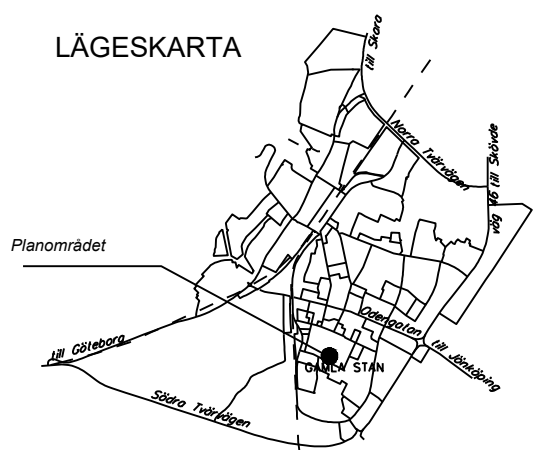 LÄGESKARTA
till Skara
Norra Tvärvägen
väg 46 till Skövde
Planområdet
Odengatan
till Jönköping
till Göteborg
GAMLA STAN
Södra Tvärvägen